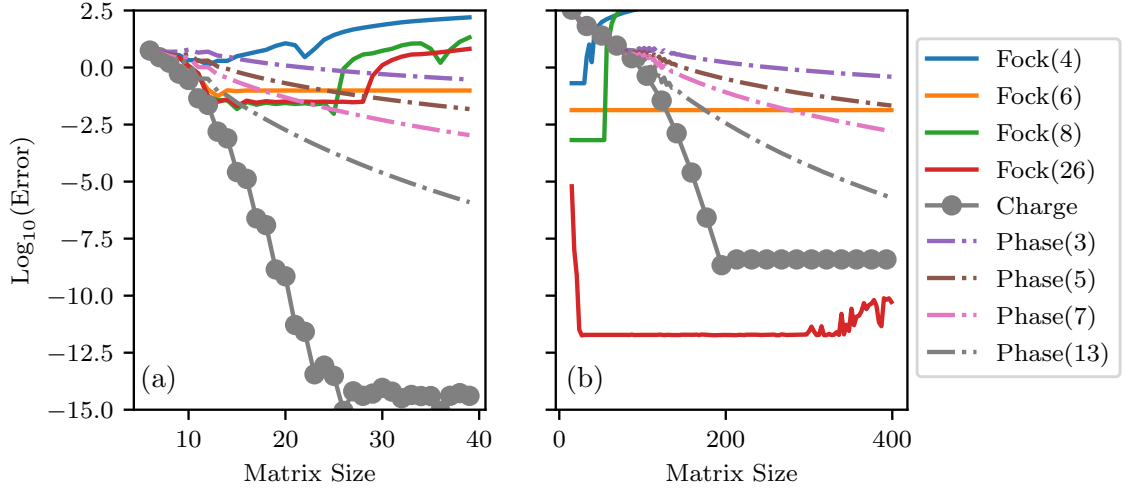 2.5
0.0
−2.5
−5.0
−7.5
−10.0
−12.5
−15.0
Log10(Error)
(a)
10
20
30
40
Matrix Size
(b)
0
200
400
Matrix Size
Fock(4)
Fock(6)
Fock(8)
Fock(26)
Charge
Phase(3)
Phase(5)
Phase(7)
Phase(13)